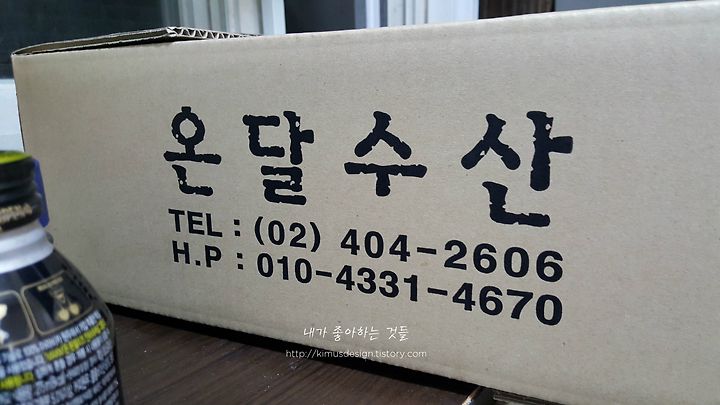 온달수산
TEL : (02) 404-2606
H.P : 010-4331-4670
내가 좋아하는 것들
http://kimusdesign.tistory.com